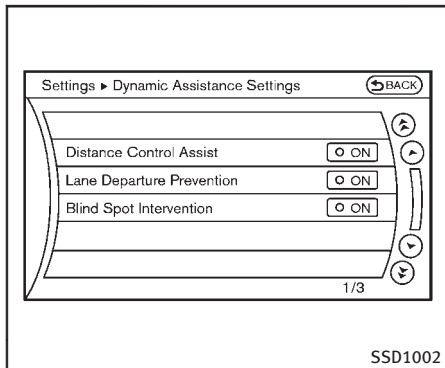 Settings ▸ Dynamic Assistance Settings
BACK
Distance Control Assist ON
Lane Departure Prevention ON
Blind Spot Intervention ON
1/3
SSD1002